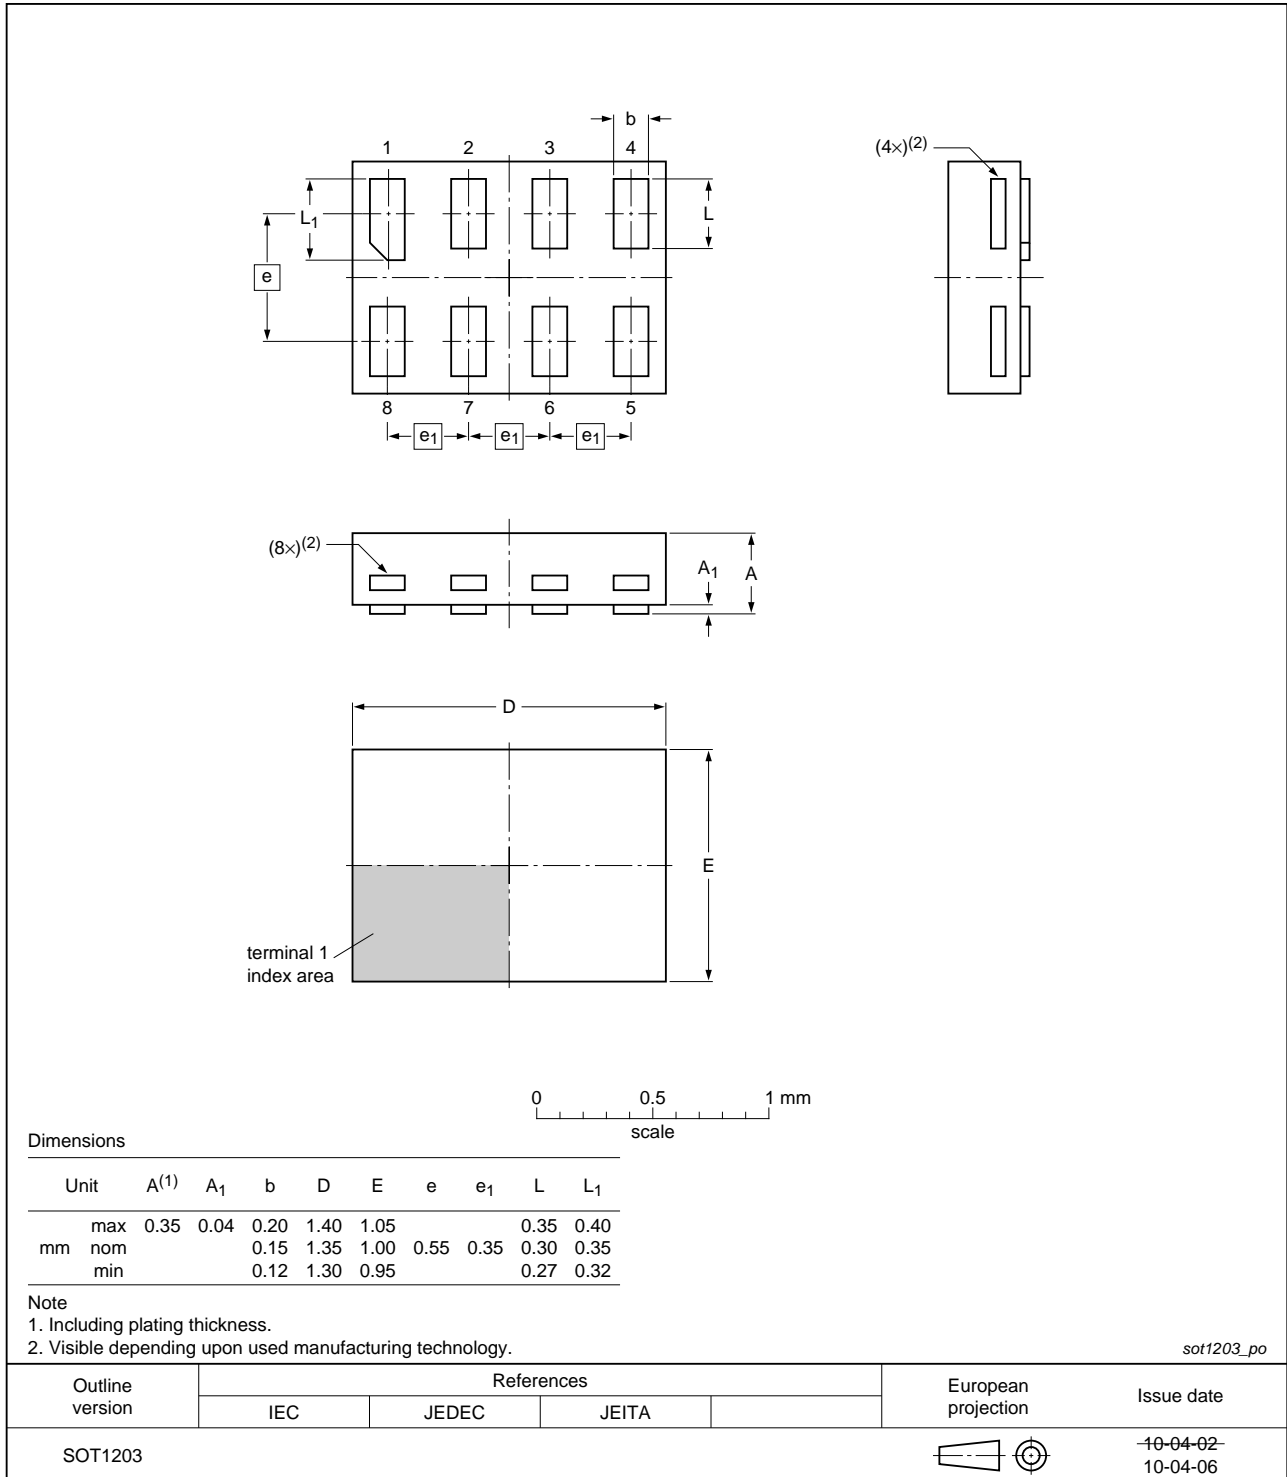 b
1 2 3 4
(4×)(2)
L1
L
e
8 7 6 5
e1 e1 e1
(8×)(2)
A1 A
D
E
terminal 1
index area
0 0.5 1 mm
scale
Dimensions
Unit A(1) A1 b D E e e1 L L1
max 0.35 0.04 0.20 1.40 1.05 0.35 0.40
mm nom 0.15 1.35 1.00 0.55 0.35 0.30 0.35
min 0.12 1.30 0.95 0.27 0.32
Note
1. Including plating thickness.
2. Visible depending upon used manufacturing technology.
sot1203_po
Outline
version
References
IEC JEDEC JEITA
European
projection
Issue date
SOT1203
10-04-02
10-04-06